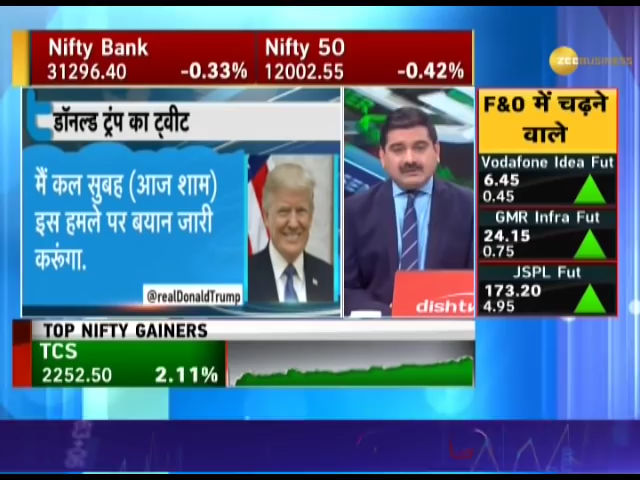 Nifty Bank
31296.40 -0.33%
Nifty 50
12002.55 -0.42%
ZEE BUSINESS
डॉनल्ड ट्रंप का ट्वीट
मैं कल सुबह (आज शाम)
इस हमले पर बयान जारी
करूंगा.
@realDonaldTrump
dishtv
F&O में चढ़ने
वाले
Vodafone Idea Fut
6.45
0.45
GMR Infra Fut
24.15
0.75
JSPL Fut
173.20
4.95
TOP NIFTY GAINERS
TCS
2252.50 2.11%